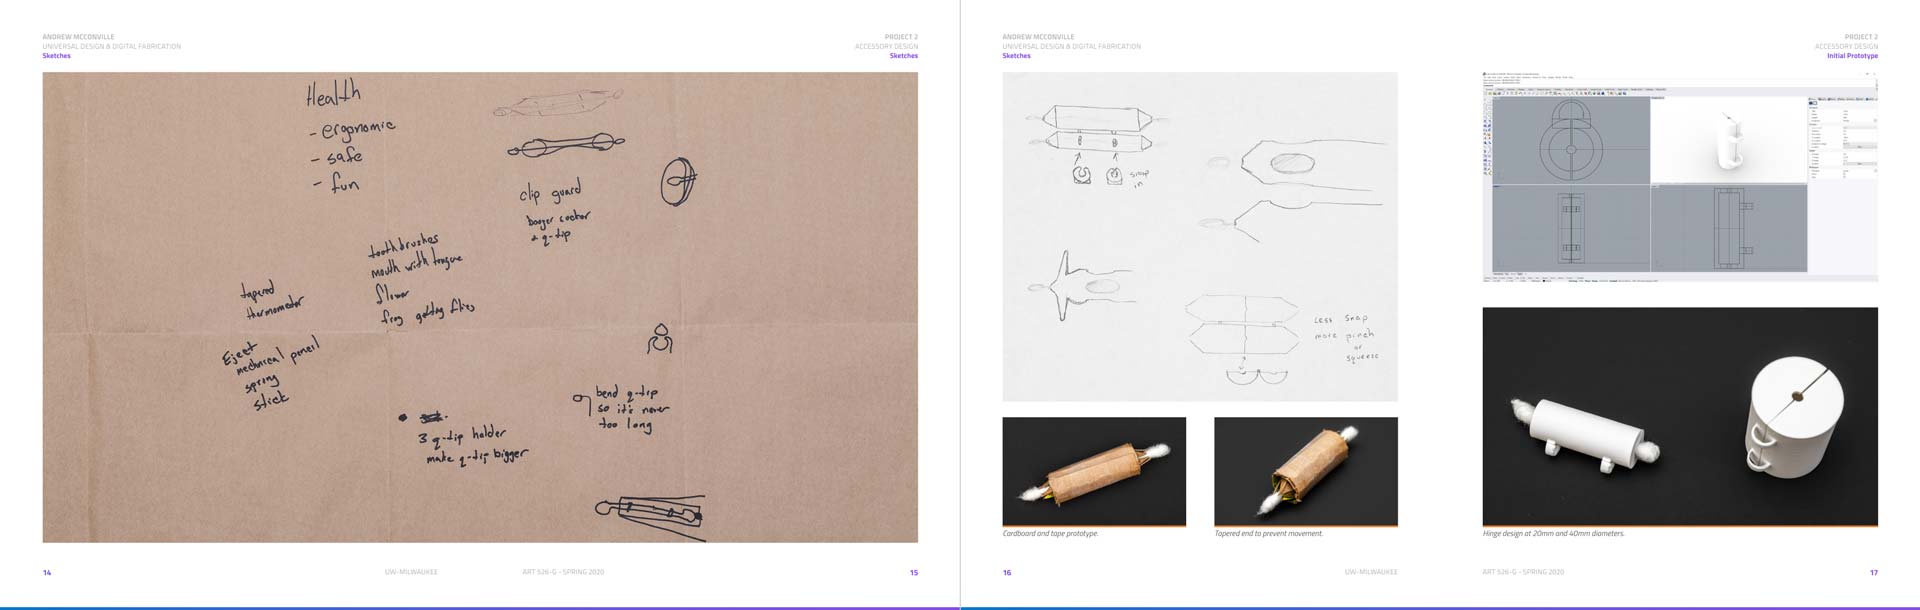 ANDREW MCCONVILLE
UNIVERSAL DESIGN & DIGITAL FABRICATION
Sketches
PROJECT 2
ACCESSORY DESIGN
Sketches
Health
- ergonomic
- safe
- fun
clip guard
booger sucker
+ q-tip
toothbrushes
mouth with tongue
flower
frog getting flies
tapered
thermometer
Eject
mechnical pencil
spring
stick
bend q-tip
so it's never
too long
3 q-tip holder
make q-tip bigger
14
UW-MILWAUKEE
ART 526-G - SPRING 2020
15
ANDREW MCCONVILLE
UNIVERSAL DESIGN & DIGITAL FABRICATION
Sketches
PROJECT 2
ACCESSORY DESIGN
Initial Prototype
snap
in
Less Snap
more pinch
or
squeeze
Cardboard and tape prototype.
Tapered end to prevent movement.
Hinge design at 20mm and 40mm diameters.
16
UW-MILWAUKEE
ART 526-G - SPRING 2020
17